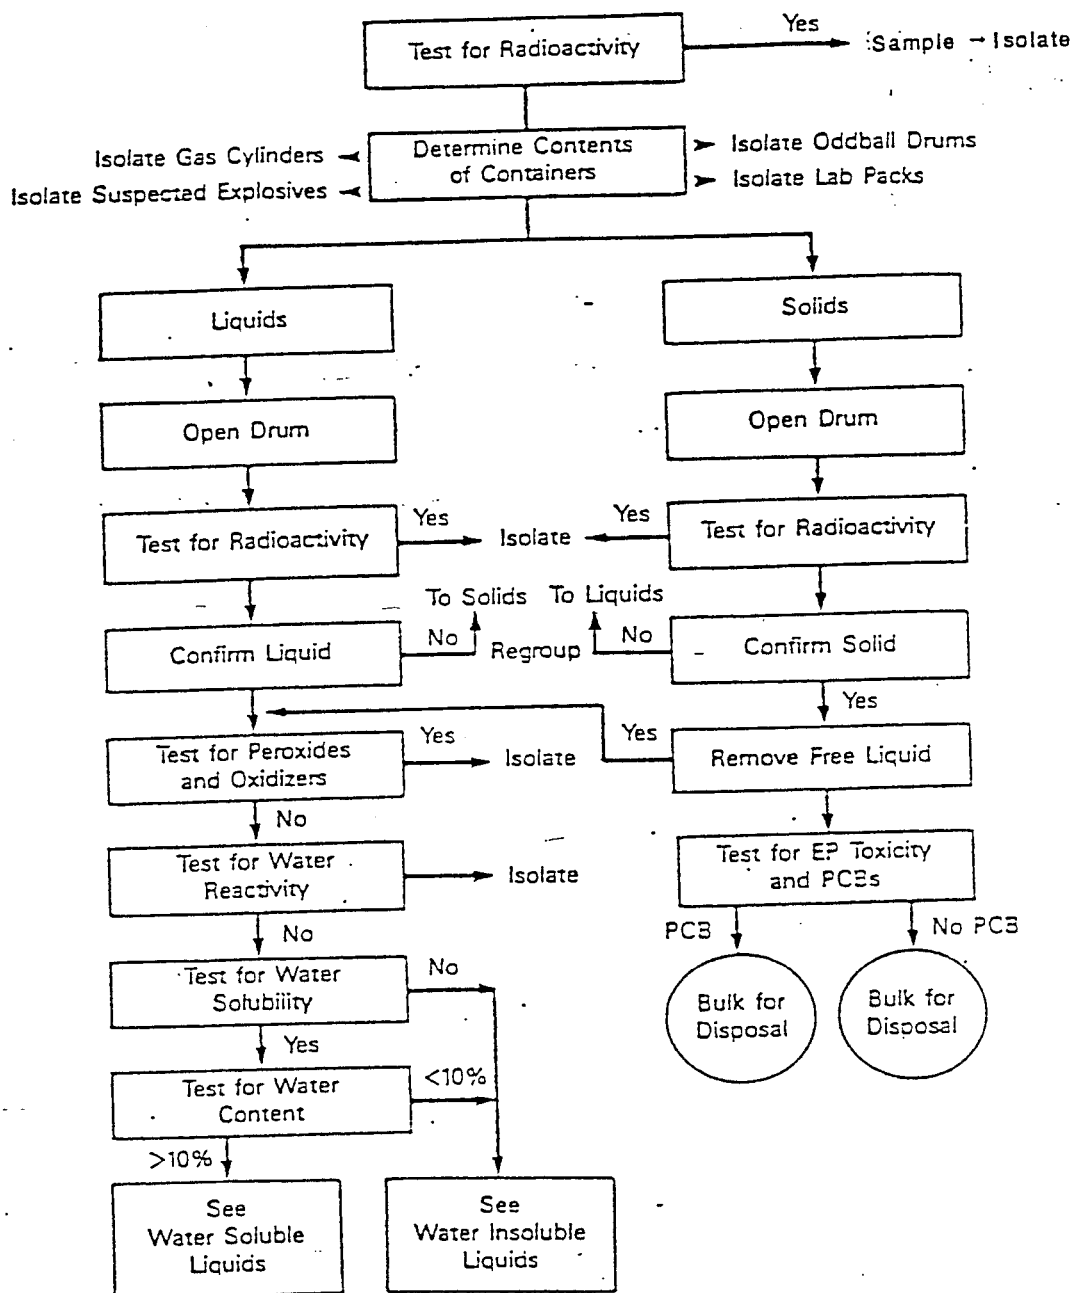 Yes
Test for Radioactivity
Sample → Isolate
Isolate Gas Cylinders
Determine Contents
of Containers
Isolate Oddball Drums
Isolate Suspected Explosives
Isolate Lab Packs
Liquids
Solids
Open Drum
Open Drum
Test for Radioactivity
Yes
Isolate
Yes
Test for Radioactivity
To Solids
To Liquids
Confirm Liquid
No
Regroup
No
Confirm Solid
Yes
Test for Peroxides
and Oxidizers
Yes
Isolate
Yes
Remove Free Liquid
No
Test for Water
Reactivity
Isolate
Test for EP Toxicity
and PCBs
No
PCB
No PCB
Test for Water
Solubility
No
Bulk for
Disposal
Bulk for
Disposal
Yes
Test for Water
Content
<10%
>10%
See
Water Soluble
Liquids
See
Water Insoluble
Liquids